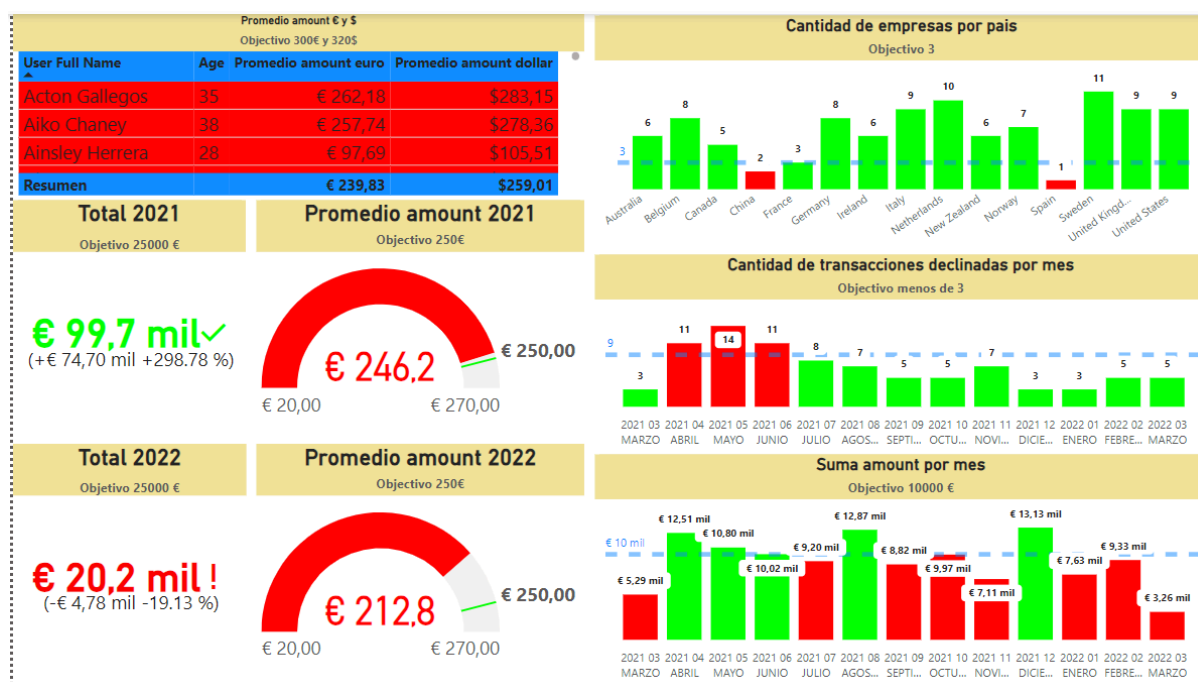 Promedio amount € y $
Objectivo 300€ y 320$
User Full Name Age Promedio amount euro Promedio amount dollar
Acton Gallegos 35 € 262,18 $283,15
Aiko Chaney 38 € 257,74 $278,36
Ainsley Herrera 28 € 97,69 $105,51
Resumen € 239,83 $259,01
Total 2021
Objetivo 25000 €
€ 99,7 mil
(+€ 74,70 mil +298.78 %)
Promedio amount 2021
Objetivo 250€
€ 250,00
€ 246,2
€ 20,00 € 270,00
Total 2022
Objetivo 25000 €
€ 20,2 mil !
(-€ 4,78 mil -19.13 %)
Promedio amount 2022
Objectivo 250€
€ 250,00
€ 212,8
€ 20,00 € 270,00
Cantidad de empresas por pais
Objectivo 3
3
6 8 5 2 3 8 6 9 10 6 7 1 11 9 9
Australia Belgium Canada China France Germany Ireland Italy Netherlands New Zealand Norway Spain Sweden United Kingd... United States
Cantidad de transacciones declinadas por mes
Objectivo menos de 3
9
3 11 14 11 8 7 5 5 7 3 3 5 5
2021 03 2021 04 2021 05 2021 06 2021 07 2021 08 2021 09 2021 10 2021 11 2021 12 2022 01 2022 02 2022 03
MARZO ABRIL MAYO JUNIO JULIO AGOS... SEPTI... OCTU... NOVI... DICIE... ENERO FEBRE... MARZO
Suma amount por mes
Objectivo 10000 €
€ 10 mil
€ 5,29 mil € 12,51 mil € 10,80 mil € 10,02 mil € 9,20 mil € 12,87 mil € 8,82 mil € 9,97 mil € 7,11 mil € 13,13 mil € 7,63 mil € 9,33 mil € 3,26 mil
2021 03 2021 04 2021 05 2021 06 2021 07 2021 08 2021 09 2021 10 2021 11 2021 12 2022 01 2022 02 2022 03
MARZO ABRIL MAYO JUNIO JULIO AGOS... SEPTI... OCTU... NOVI... DICIE... ENERO FEBRE... MARZO